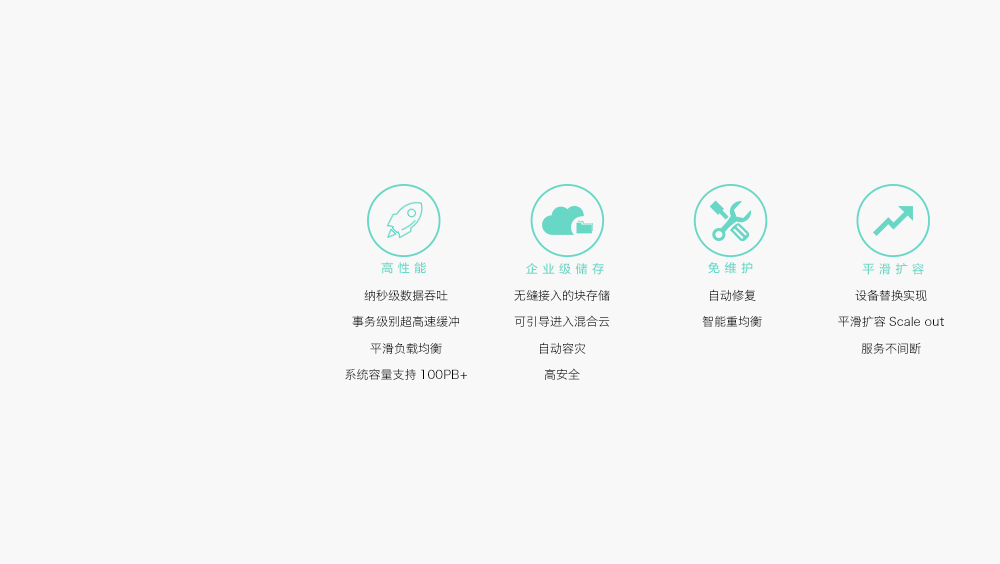 高性能
纳秒级数据吞吐
事务级别超高速缓冲
平滑负载均衡
系统容量支持 100PB+
企业级储存
无缝接入的块存储
可引导进入混合云
自动容灾
高安全
免维护
自动修复
智能重均衡
平滑扩容
设备替换实现
平滑扩容 Scale out
服务不间断